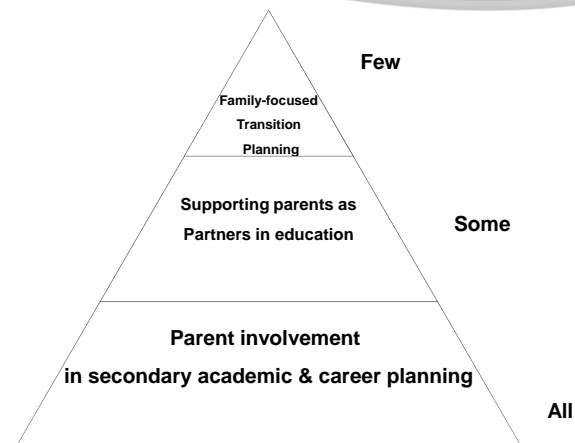 Few
Family-focused
Transition
Planning
Supporting parents as
Partners in education
Some
Parent involvement
in secondary academic & career planning
All